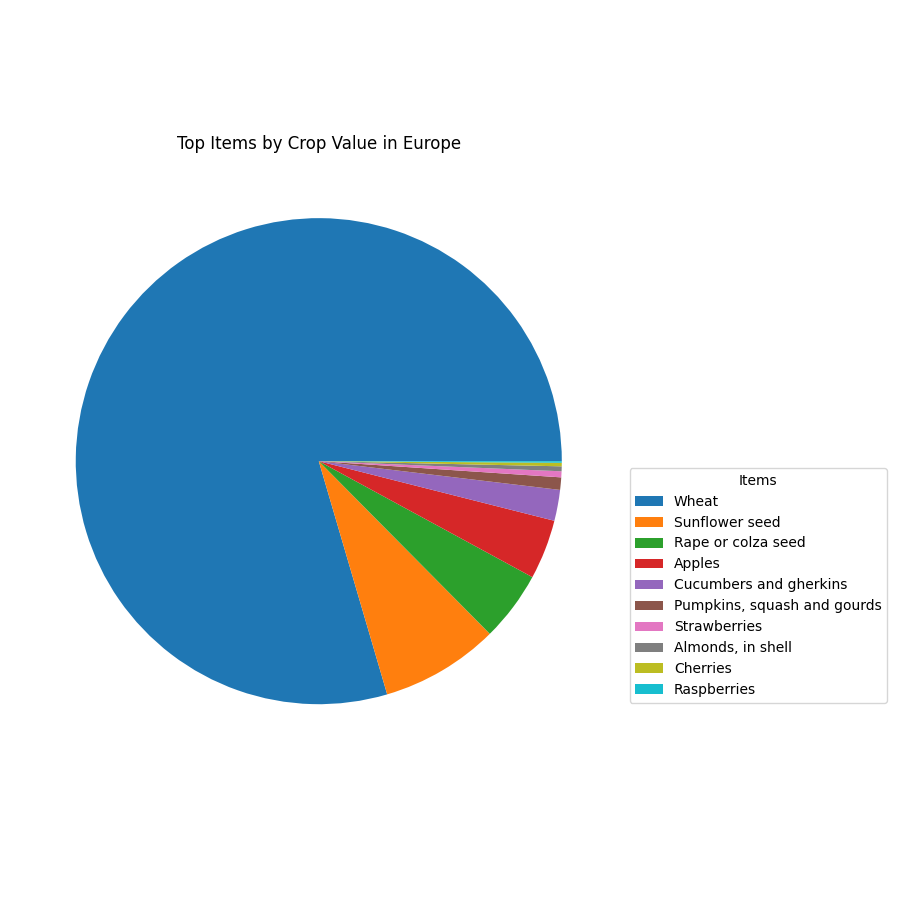 Top Items by Crop Value in Europe
Items
Wheat
Sunflower seed
Rape or colza seed
Apples
Cucumbers and gherkins
Pumpkins, squash and gourds
Strawberries
Almonds, in shell
Cherries
Raspberries